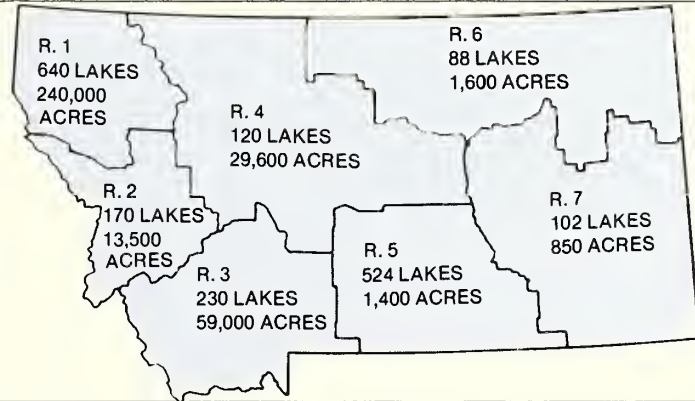 R. 1
640 LAKES
240,000
ACRES
R. 6
88 LAKES
1,600 ACRES
R. 4
120 LAKES
29,600 ACRES
R. 2
170 LAKES
13,500
ACRES
R. 7
102 LAKES
850 ACRES
R. 5
524 LAKES
1,400 ACRES
R. 3
230 LAKES
59,000 ACRES